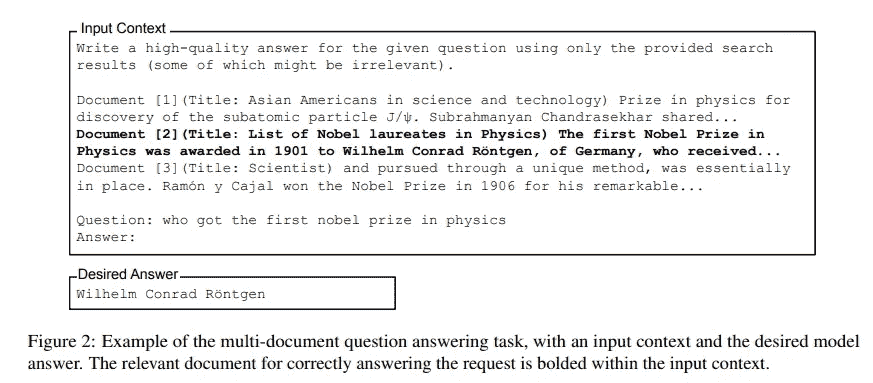 Input Context
Write a high-quality answer for the given question using only the provided search
results (some of which might be irrelevant).
Document [1](Title: Asian Americans in science and technology) Prize in physics for
discovery of the subatomic particle J/ψ. Subrahmanyan Chandrasekhar shared...
Document [2](Title: List of Nobel laureates in Physics) The first Nobel Prize in
Physics was awarded in 1901 to Wilhelm Conrad Röntgen, of Germany, who received...
Document [3](Title: Scientist) and pursued through a unique method, was essentially
in place. Ramón y Cajal won the Nobel Prize in 1906 for his remarkable...
Question: who got the first nobel prize in physics
Answer:
Desired Answer
Wilhelm Conrad Röntgen
Figure 2: Example of the multi-document question answering task, with an input context and the desired model
answer. The relevant document for correctly answering the request is bolded within the input context.